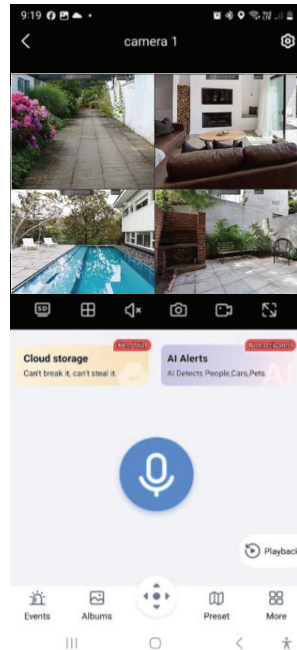 9:19
camera 1
SD
Cloud storage
Can't break it, can't steal it.
AI Alerts
AI Detects People,Cars,Pets
Playback
Events
Albums
Preset
More